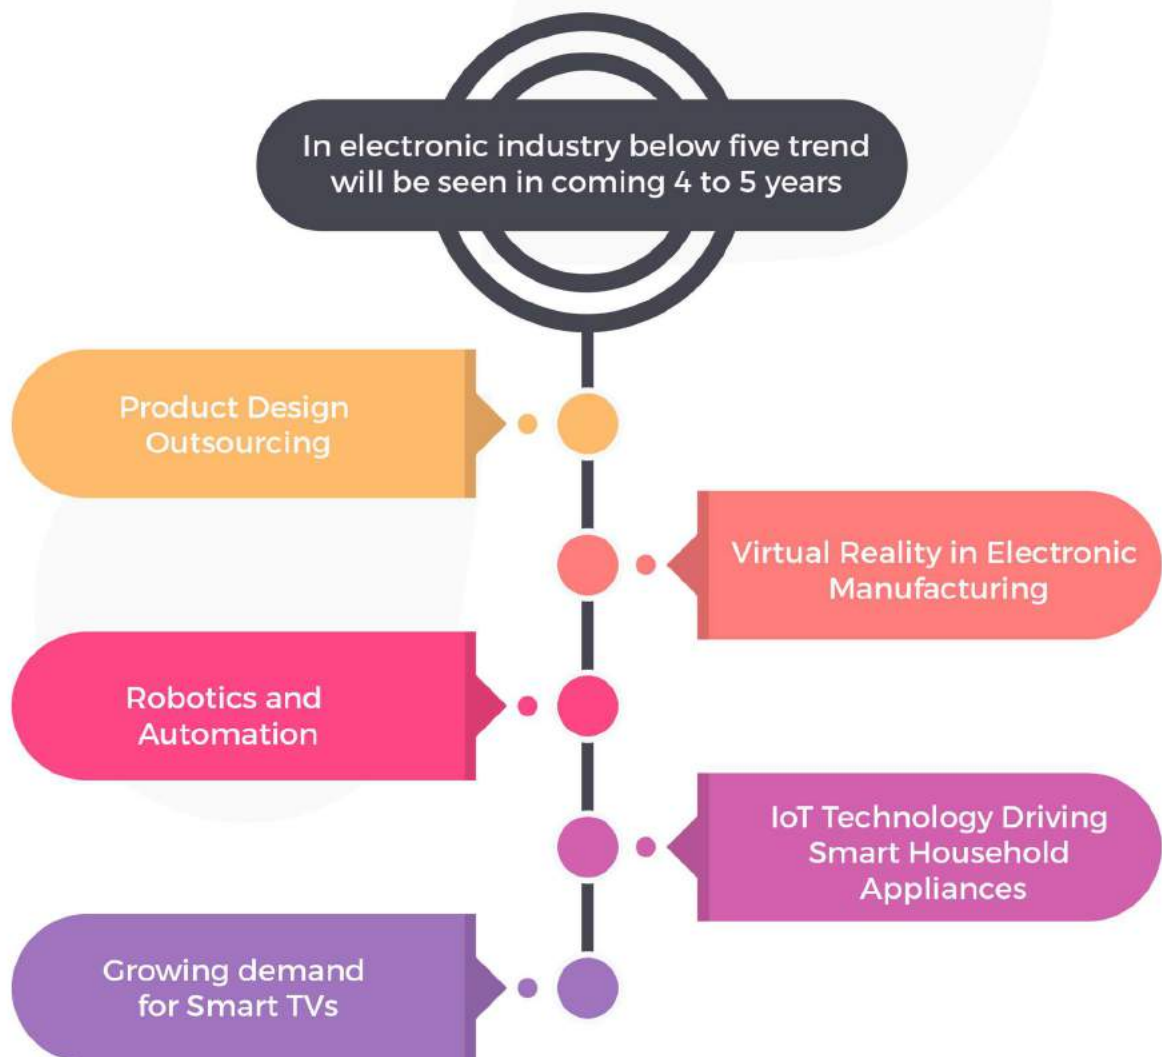 In electronic industry below five trend
will be seen in coming 4 to 5 years
Product Design
Outsourcing
Virtual Reality in Electronic
Manufacturing
Robotics and
Automation
IoT Technology Driving
Smart Household
Appliances
Growing demand
for Smart TVs